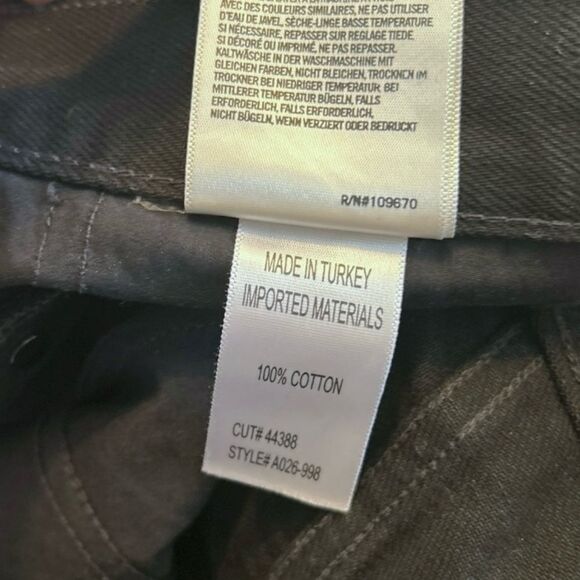 AVEC DES COULEURS SIMILAIRES, NE PAS UTILISER
D'EAU DE JAVEL, SÈCHE-LINGE BASSE TEMPERATURE
SI NÉCESSAIRE, REPASSER SUR REGLAGE TIEDE.
SI DÉCORÉ OU IMPRIMÉ, NE PAS REPASSER.
KALTWÄSCHE IN DER WASCHMASCHINE MIT
GLEICHEN FARBEN, NICHT BLEICHEN, TROCKNEN IM
TROCKNER BEI NIEDRIGER TEMPERATUR. BEI
MITTLERER TEMPERATUR BÜGELN, FALLS
ERFORDERLICH, FALLS ERFORDERLICH,
NICHT BÜGELN, WENN VERZIERT ODER BEDRUCKT
R/N#109670
MADE IN TURKEY
IMPORTED MATERIALS
100% COTTON
CUT# 44388
STYLE# A026-998